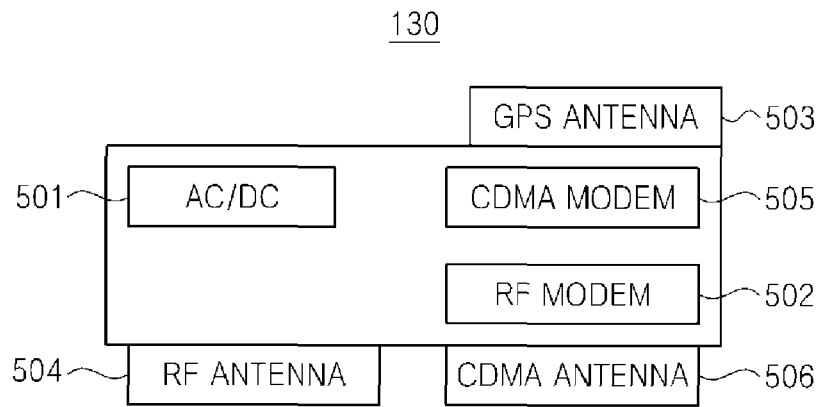 130
GPS ANTENNA 503
501 AC/DC CDMA MODEM 505
RF MODEM 502
504 RF ANTENNA CDMA ANTENNA 506